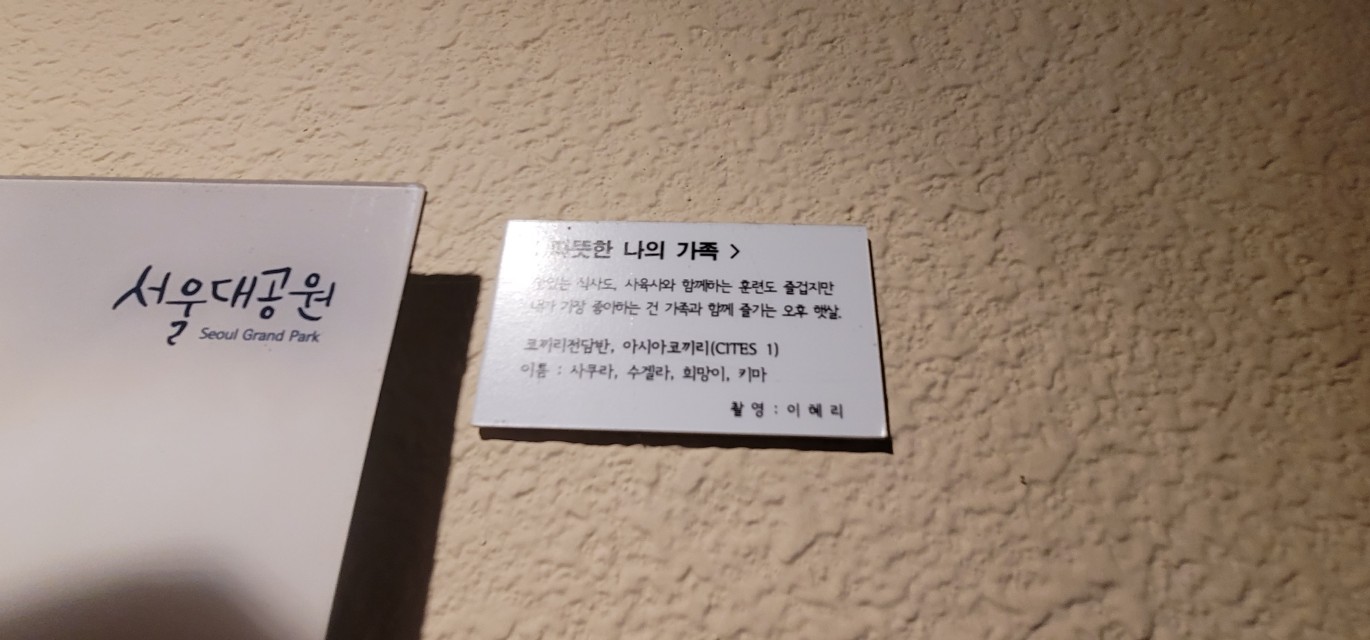 서울대공원
Seoul Grand Park
따뜻한 나의 가족 >
식사도, 사육사와 함께하는 훈련도 즐겁지만
내가 가장 좋아하는 건 가족과 함께 즐기는 오후 햇살.
코끼리전담반, 아시아코끼리(CITES 1)
이름 : 사쿠라, 수겔라, 희망이, 키마
촬영 : 이혜리